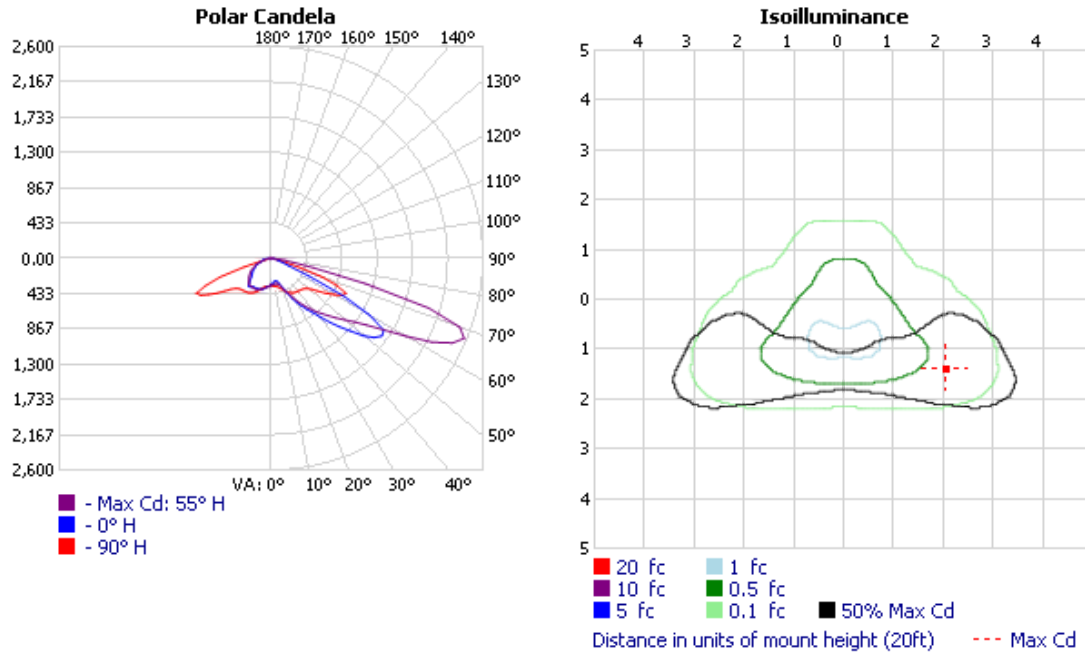 Polar Candela
180° 170° 160° 150° 140°
2,600
2,167
1,733
1,300
867
433
0.00
433
867
1,300
1,733
2,167
2,600
130°
120°
110°
100°
90°
80°
70°
60°
50°
VA: 0° 10° 20° 30° 40°
- Max Cd: 55° H
- 0° H
- 90° H
Isoilluminance
4 3 2 1 0 1 2 3 4
5
4
3
2
1
0
1
2
3
4
5
20 fc 1 fc
10 fc 0.5 fc
5 fc 0.1 fc 50% Max Cd
Distance in units of mount height (20ft) --- Max Cd